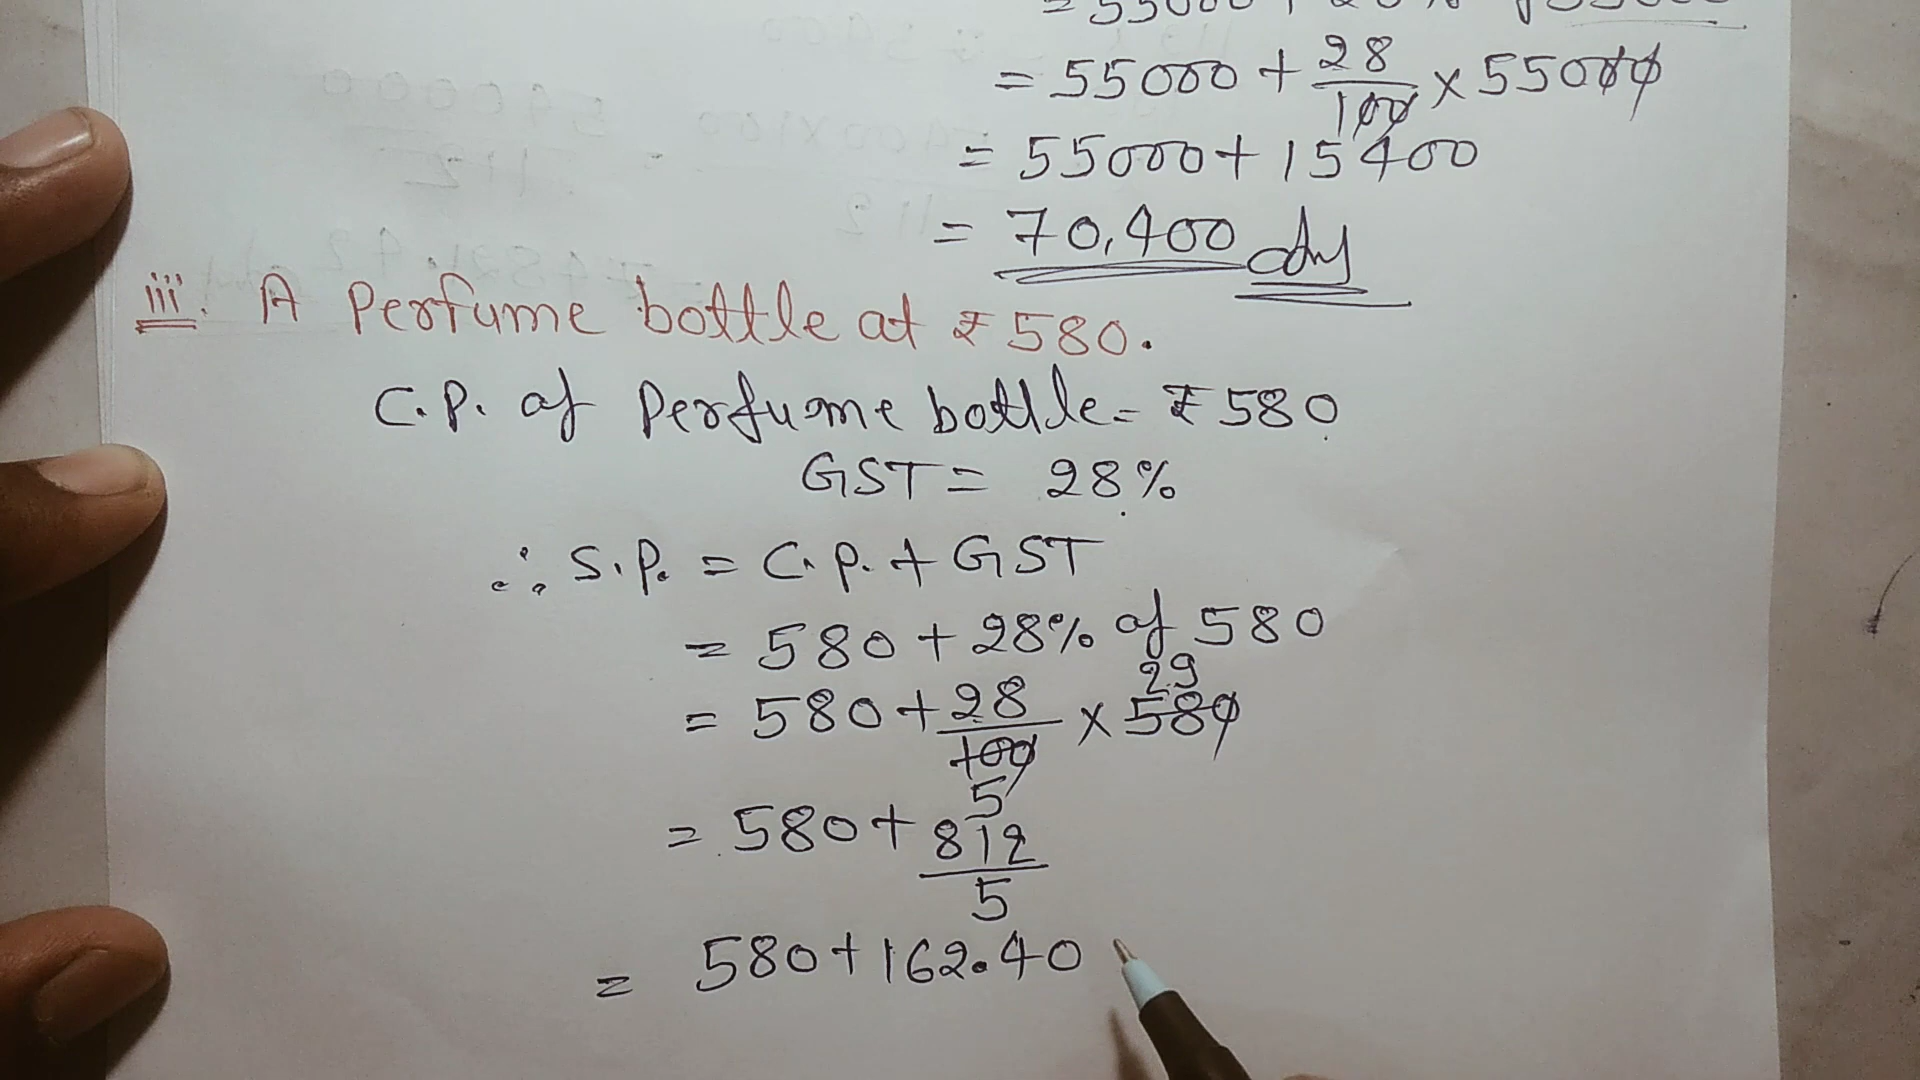 = 55000 + 28/100 × 55000
= 55000 + 15400
= 70,400 Ans
iii. A Perfume bottle at ₹580.
C.P. of Perfume bottle = ₹580
GST = 28%
∴ S.P. = C.P. + GST
= 580 + 28% of 580
= 580 + 28/100 × 580
29
5
= 580 + 812/5
= 580 + 162.40